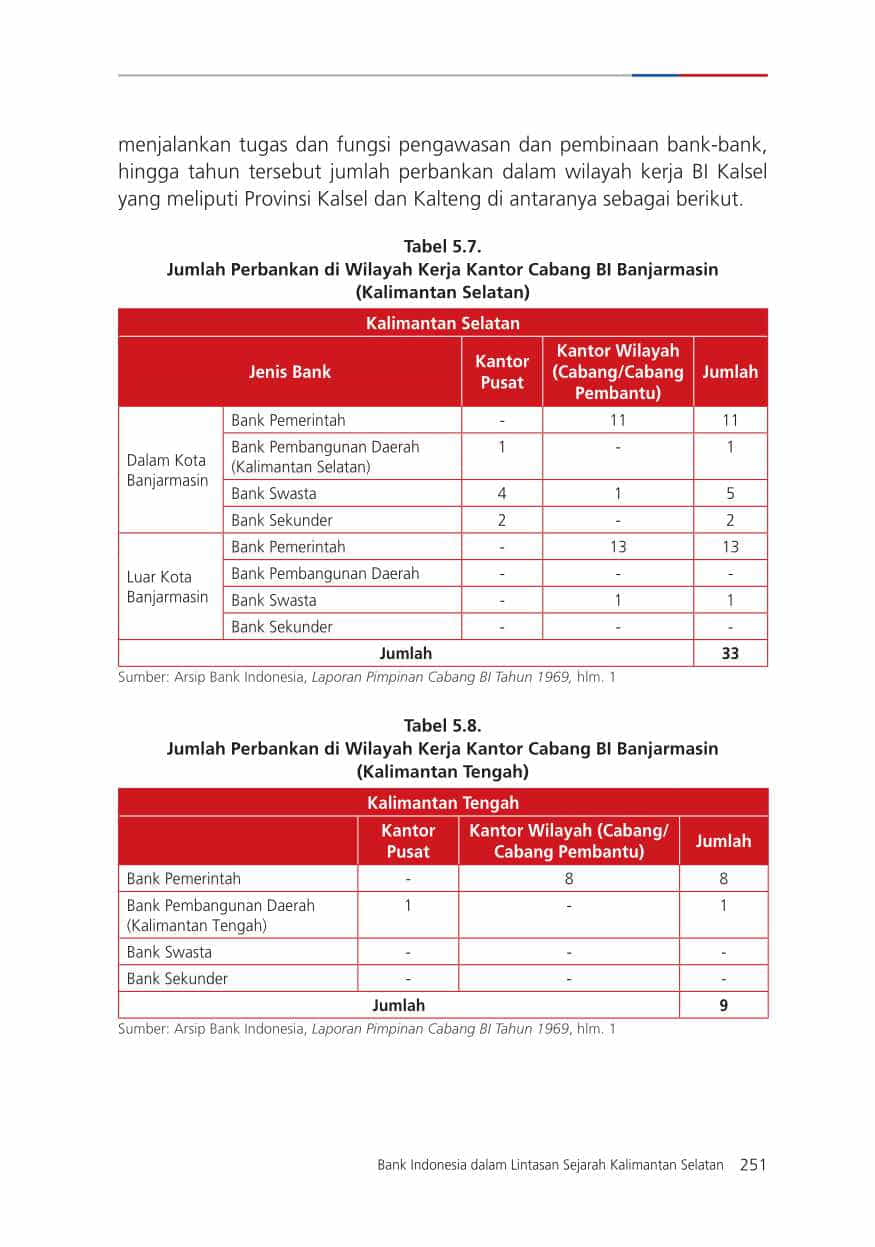 menjalankan tugas dan fungsi pengawasan dan pembinaan bank-bank,
hingga tahun tersebut jumlah perbankan dalam wilayah kerja BI Kalsel
yang meliputi Provinsi Kalsel dan Kalteng di antaranya sebagai berikut.
Tabel 5.7.
Jumlah Perbankan di Wilayah Kerja Kantor Cabang BI Banjarmasin
(Kalimantan Selatan)
Kalimantan Selatan
Jenis Bank
Kantor
Pusat
Kantor Wilayah
(Cabang/Cabang
Pembantu)
Jumlah
Dalam Kota
Banjarmasin
Bank Pemerintah - 11 11
Bank Pembangunan Daerah 1 - 1
(Kalimantan Selatan)
Bank Swasta 4 1 5
Bank Sekunder 2 - 2
Luar Kota
Banjarmasin
Bank Pemerintah - 13 13
Bank Pembangunan Daerah - - -
Bank Swasta - 1 1
Bank Sekunder - - -
Jumlah 33
Sumber: Arsip Bank Indonesia, Laporan Pimpinan Cabang BI Tahun 1969, hlm. 1
Tabel 5.8.
Jumlah Perbankan di Wilayah Kerja Kantor Cabang BI Banjarmasin
(Kalimantan Tengah)
Kalimantan Tengah
Kantor
Pusat
Kantor Wilayah (Cabang/
Cabang Pembantu)
Jumlah
Bank Pemerintah - 8 8
Bank Pembangunan Daerah 1 - 1
(Kalimantan Tengah)
Bank Swasta - - -
Bank Sekunder - - -
Jumlah 9
Sumber: Arsip Bank Indonesia, Laporan Pimpinan Cabang BI Tahun 1969, hlm. 1
Bank Indonesia dalam Lintasan Sejarah Kalimantan Selatan 251